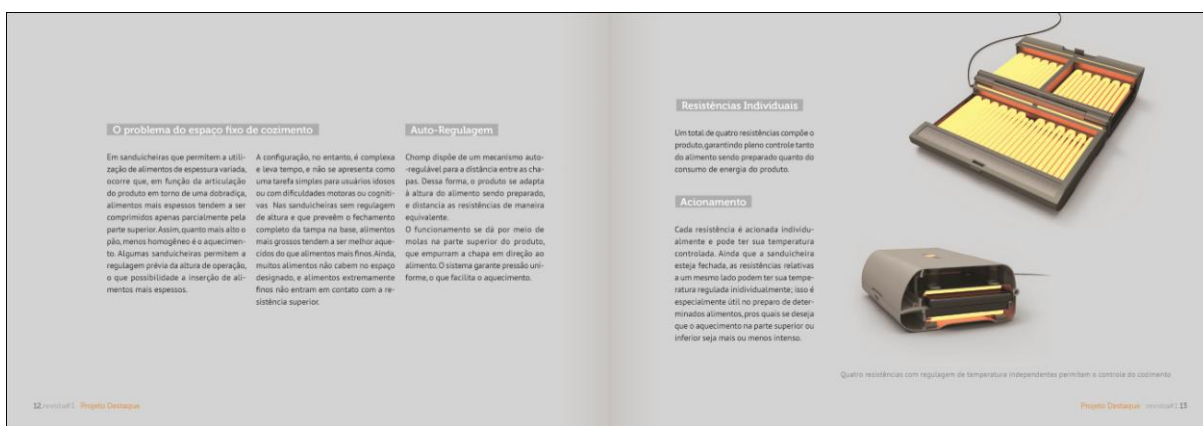 O problema do espaço fixo de cozimento
Em sanduicheiras que permitem a utili-
zação de alimentos de espessura variada,
ocorre que, em função da articulação
do produto em torno de uma dobradiça,
alimentos mais espessos tendem a ser
comprimidos apenas parcialmente pela
parte superior. Assim, quanto mais alto o
pão, menos homogêneo é o aquecimen-
to. Algumas sanduicheiras permitem a
regulagem prévia da altura de operação,
o que possibilidade a inserção de ali-
mentos mais espessos.
A configuração, no entanto, é complexa
e leva tempo, e não se apresenta como
uma tarefa simples para usuários idosos
ou com dificuldades motoras ou cogniti-
vas. Nas sanduicheiras sem regulagem
de altura e que prevêem o fechamento
completo da tampa na base, alimentos
mais grossos tendem a ser melhor aque-
cidos do que alimentos mais finos. Ainda,
muitos alimentos não cabem no espaço
designado, e alimentos extremamente
finos não entram em contato com a re-
sistência superior.
Auto-Regulagem
Chomp dispõe de um mecanismo auto-
-regulável para a distância entre as cha-
pas. Dessa forma, o produto se adapta
à altura do alimento sendo preparado,
e distancia as resistências de maneira
equivalente.
O funcionamento se dá por meio de
molas na parte superior do produto,
que empurram a chapa em direção ao
alimento. O sistema garante pressão uni-
forme, o que facilita o aquecimento.
12.revista#1 Projeto Destaque
Resistências Individuais
Um total de quatro resistências compõe o
produto, garantindo pleno controle tanto
do alimento sendo preparado quanto do
consumo de energia do produto.
Acionamento
Cada resistência é acionada individu-
almente e pode ter sua temperatura
controlada. Ainda que a sanduicheira
esteja fechada, as resistências relativas
a um mesmo lado podem ter sua tempe-
ratura regulada inidividualmente; isso é
especialmente útil no preparo de deter-
minados alimentos, pros quais se deseja
que o aquecimento na parte superior ou
inferior seja mais ou menos intenso.
Quatro resistências com regulagem de temperatura independentes permitem o controle do cozimento
Projeto Destaque revista#1.13